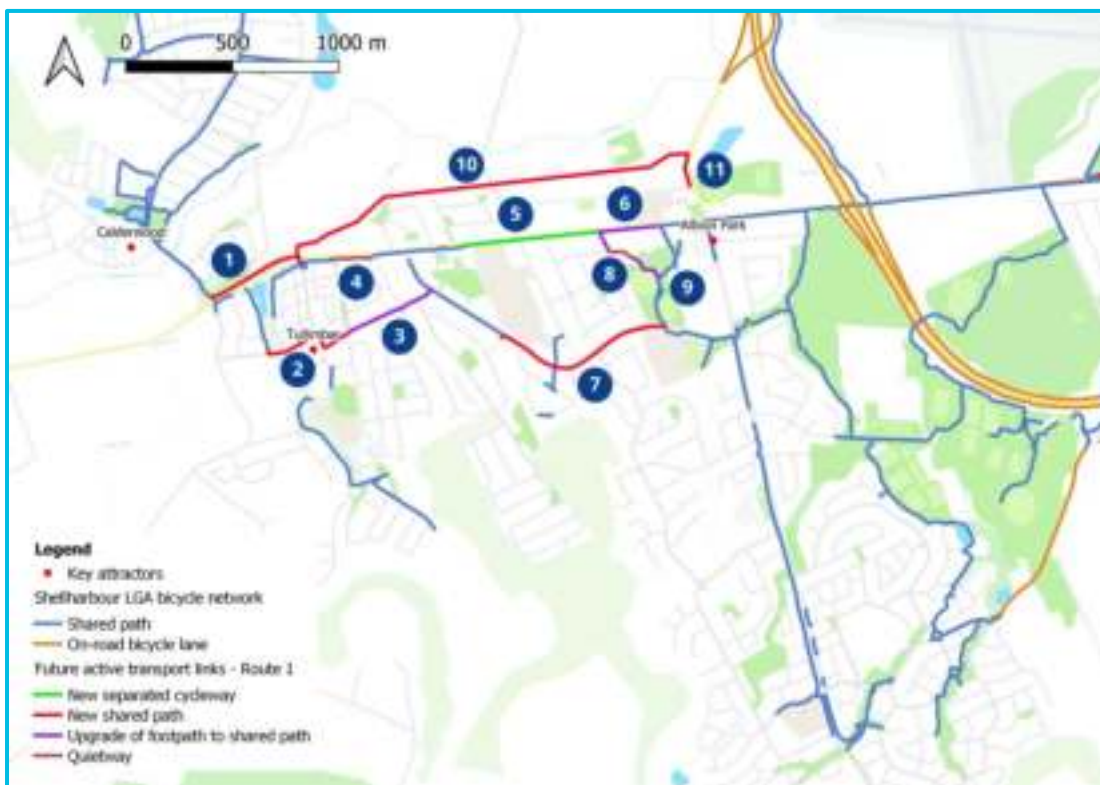 0 500 1000 m
10
11
5
6
Albion Park
Calderwood
1
8
9
4
Tullimbar
3
2
7
Legend
Key attractors
Shellharbour LGA bicycle network
Shared path
On-road bicycle lane
Future active transport links - Route 1
New separated cycleway
New shared path
Upgrade of footpath to shared path
Quietway